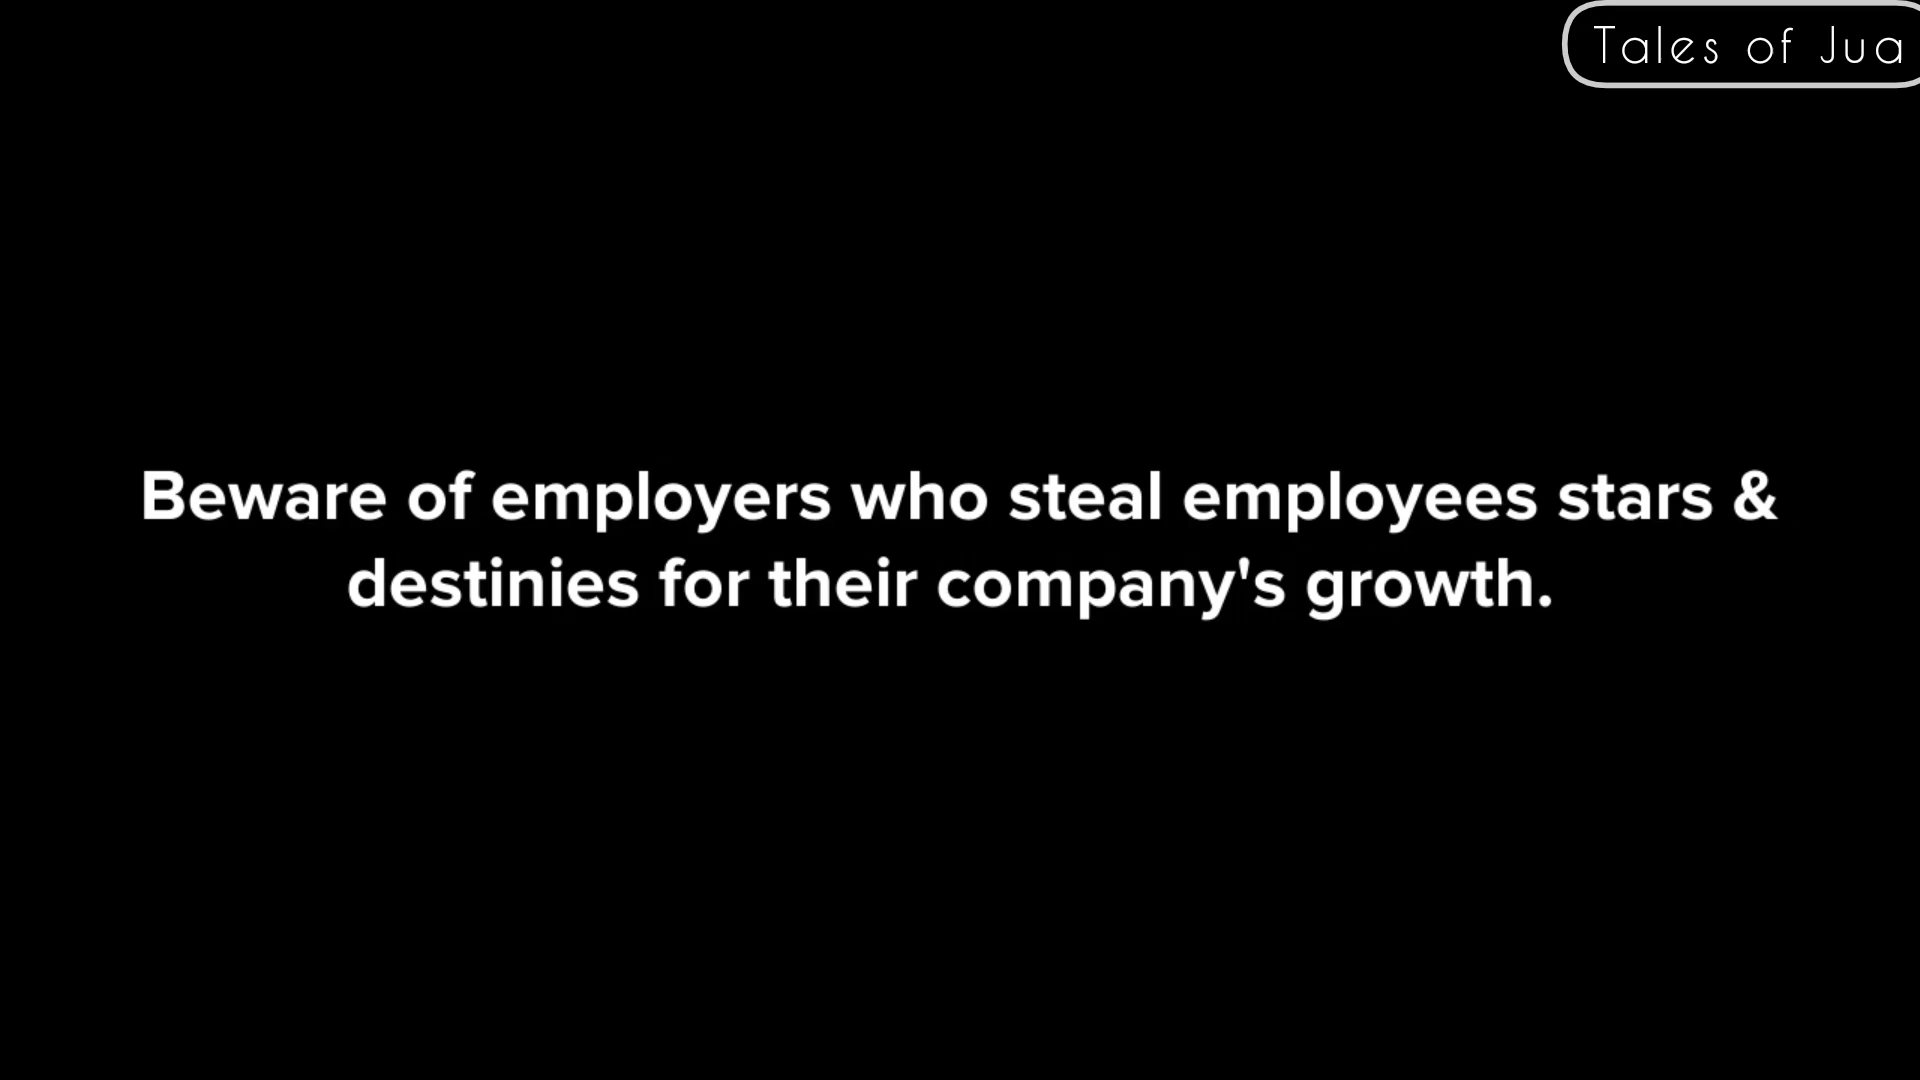 Tales of Jua
Beware of employers who steal employees stars &
destinies for their company's growth.